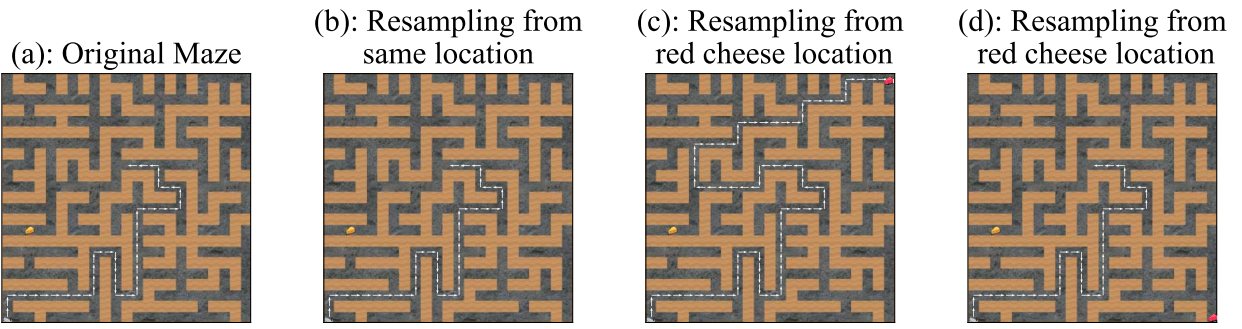 (a): Original Maze
(b): Resampling from
same location
(c): Resampling from
red cheese location
(d): Resampling from
red cheese location